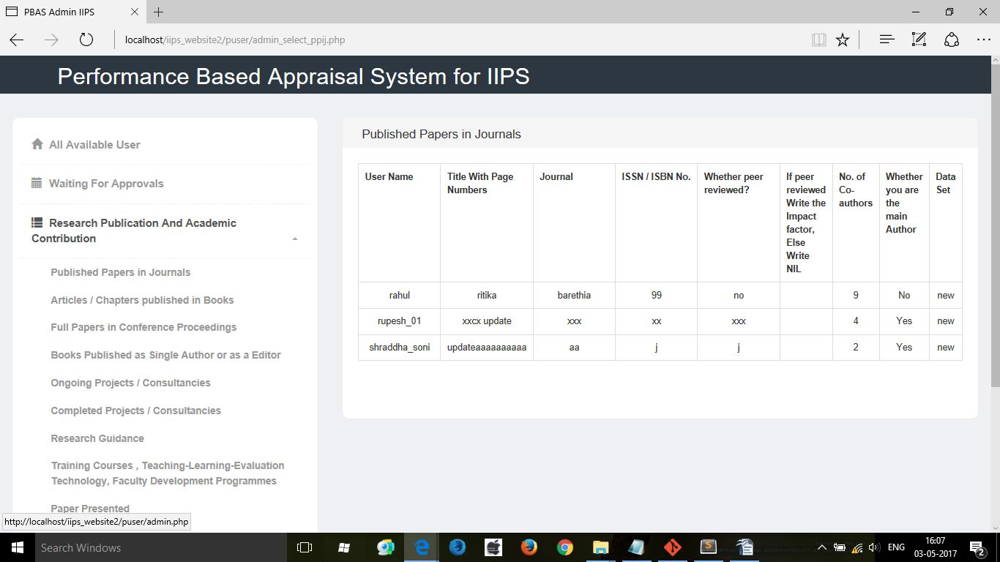 PBAS Admin IIPS
localhost/iips_website2/puser/admin_select_ppij.php
Performance Based Appraisal System for IIPS
All Available User
Waiting For Approvals
Research Publication And Academic
Contribution
Published Papers in Journals
Articles / Chapters published in Books
Full Papers in Conference Proceedings
Books Published as Single Author or as a Editor
Ongoing Projects / Consultancies
Completed Projects / Consultancies
Research Guidance
Training Courses , Teaching-Learning-Evaluation
Technology, Faculty Development Programmes
Paper Presented
Published Papers in Journals
User Name
Title With Page
Numbers
Journal
ISSN / ISBN No.
Whether peer
reviewed?
If peer
reviewed
Write the
Impact
factor,
Else
Write
NIL
No. of
Co-
authors
Whether
you are
the
main
Author
Data
Set
rahul ritika barethia 99 no 9 No new
rupesh_01 xxcx update xxx xx xxx 4 Yes new
shraddha_soni updateaaaaaaaaaa aa j j 2 Yes new
http://localhost/iips_website2/puser/admin.php
Search Windows
ENG
16:07
03-05-2017
2